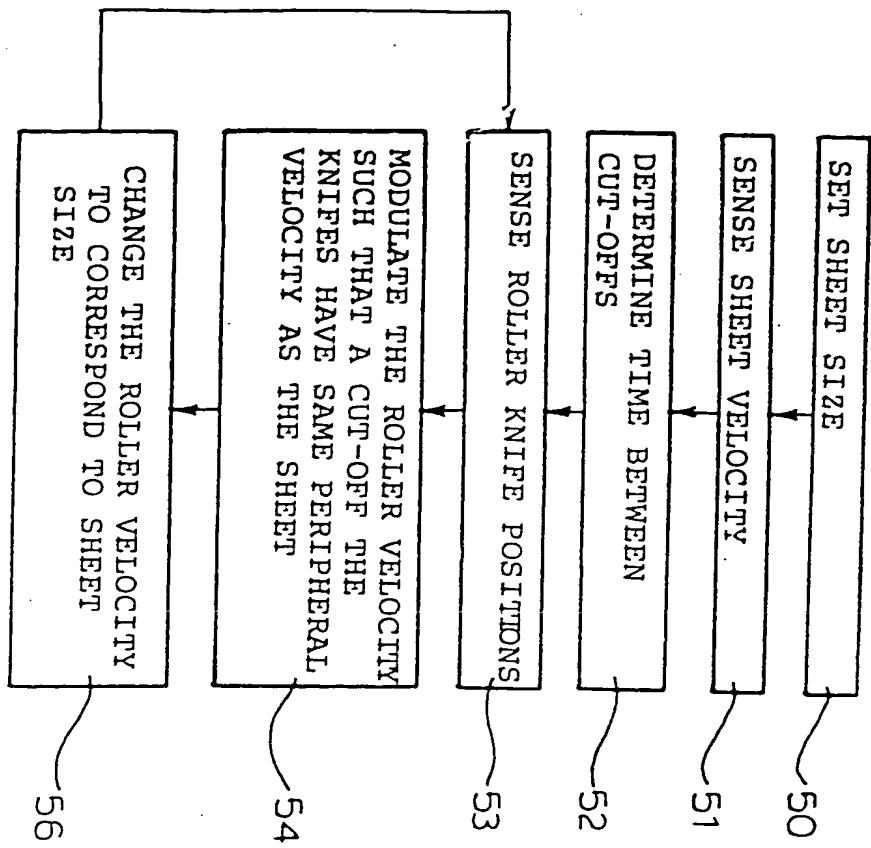 SET SHEET SIZE
50
SENSE SHEET VELOCITY
51
DETERMINE TIME BETWEEN
CUT-OFFS
52
SENSE ROLLER KNIFE POSITIONS
53
MODULATE THE ROLLER VELOCITY
SUCH THAT A CUT-OFF THE
KNIFES HAVE SAME PERIPHERAL
VELOCITY AS THE SHEET
54
CHANGE THE ROLLER VELOCITY
TO CORRESPOND TO SHEET
SIZE
56